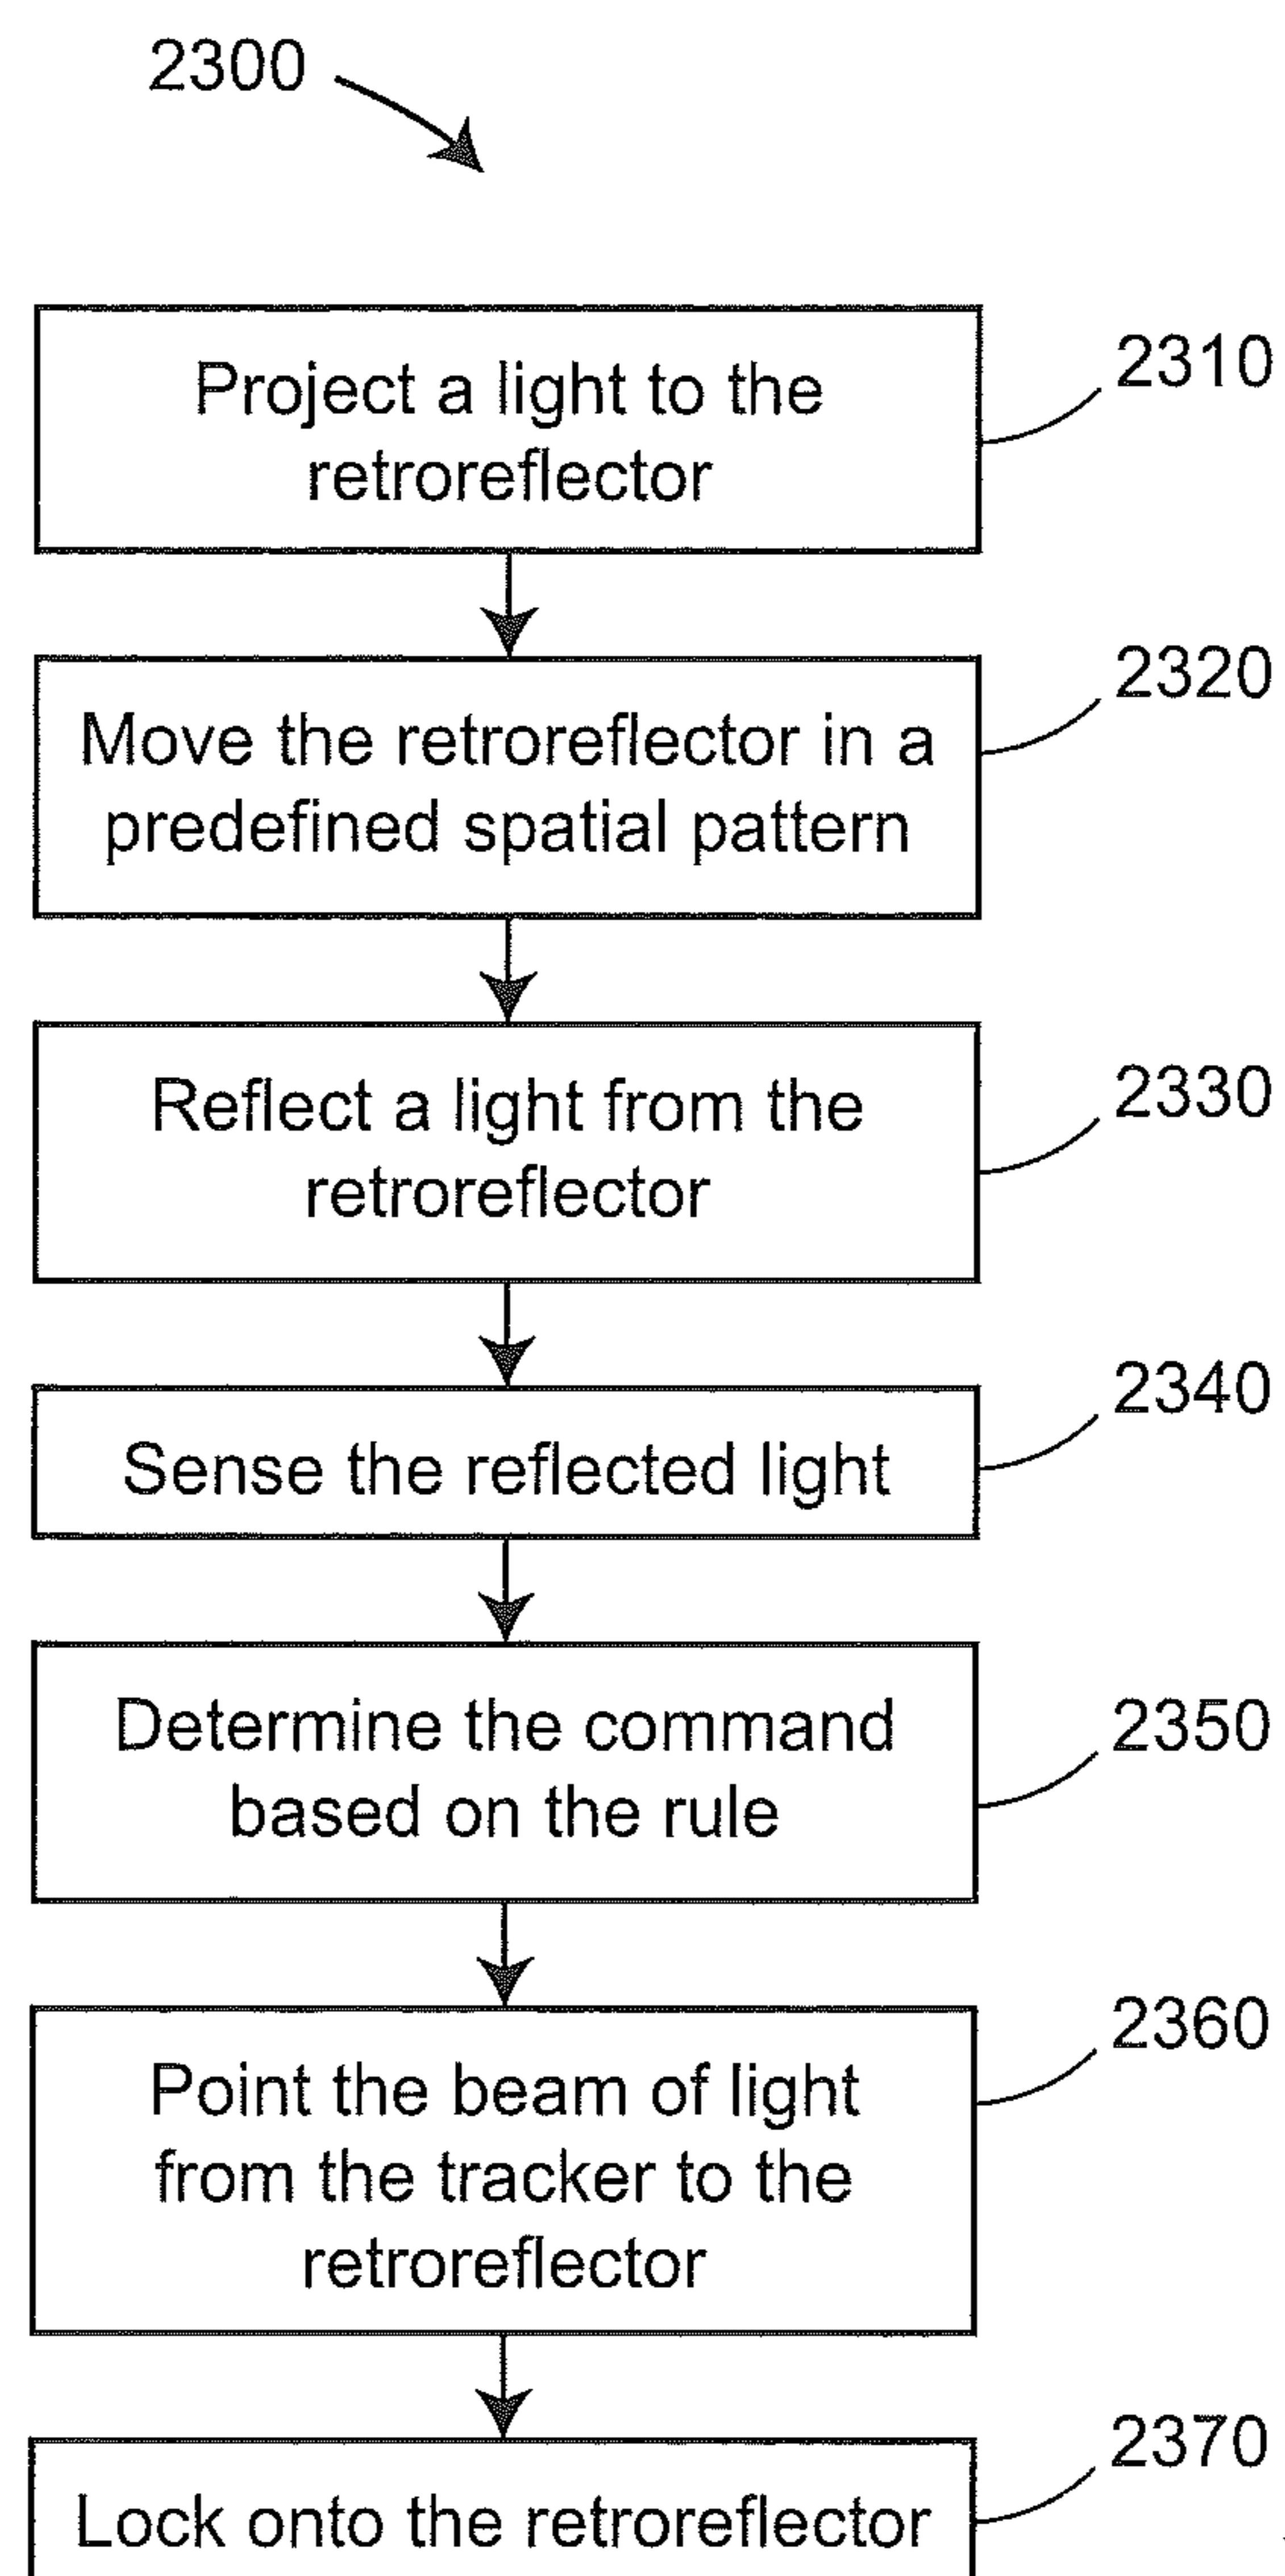 2300
Project a light to the
retroreflector
2310
Move the retroreflector in a
predefined spatial pattern
2320
Reflect a light from the
retroreflector
2330
Sense the reflected light
2340
Determine the command
based on the rule
2350
Point the beam of light
from the tracker to the
retroreflector
2360
Lock onto the retroreflector
2370